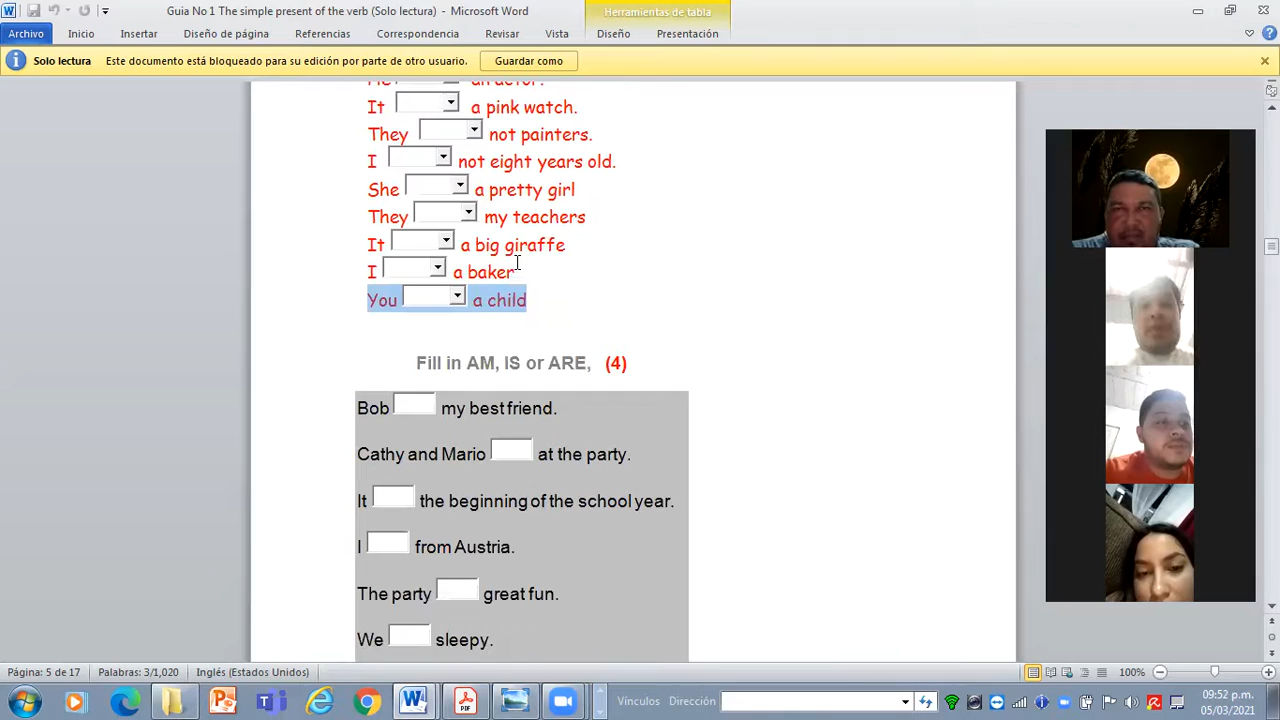 Guia No 1 The simple present of the verb (Solo lectura) - Microsoft Word
Herramientas de tabla
Archivo Inicio Insertar Diseño de página Referencias Correspondencia Revisar Vista Diseño Presentación
Solo lectura Este documento está bloqueado para su edición por parte de otro usuario. Guardar como
He an actor.
It a pink watch.
They not painters.
I not eight years old.
She a pretty girl
They my teachers
It a big giraffe
I a baker
You a child
Fill in AM, IS or ARE, (4)
Bob my best friend.
Cathy and Mario at the party.
It the beginning of the school year.
I from Austria.
The party great fun.
We sleepy.
Página: 5 de 17 Palabras: 3/1,020 Inglés (Estados Unidos) 100%
Vínculos Dirección
09:52 p.m.
05/03/2021